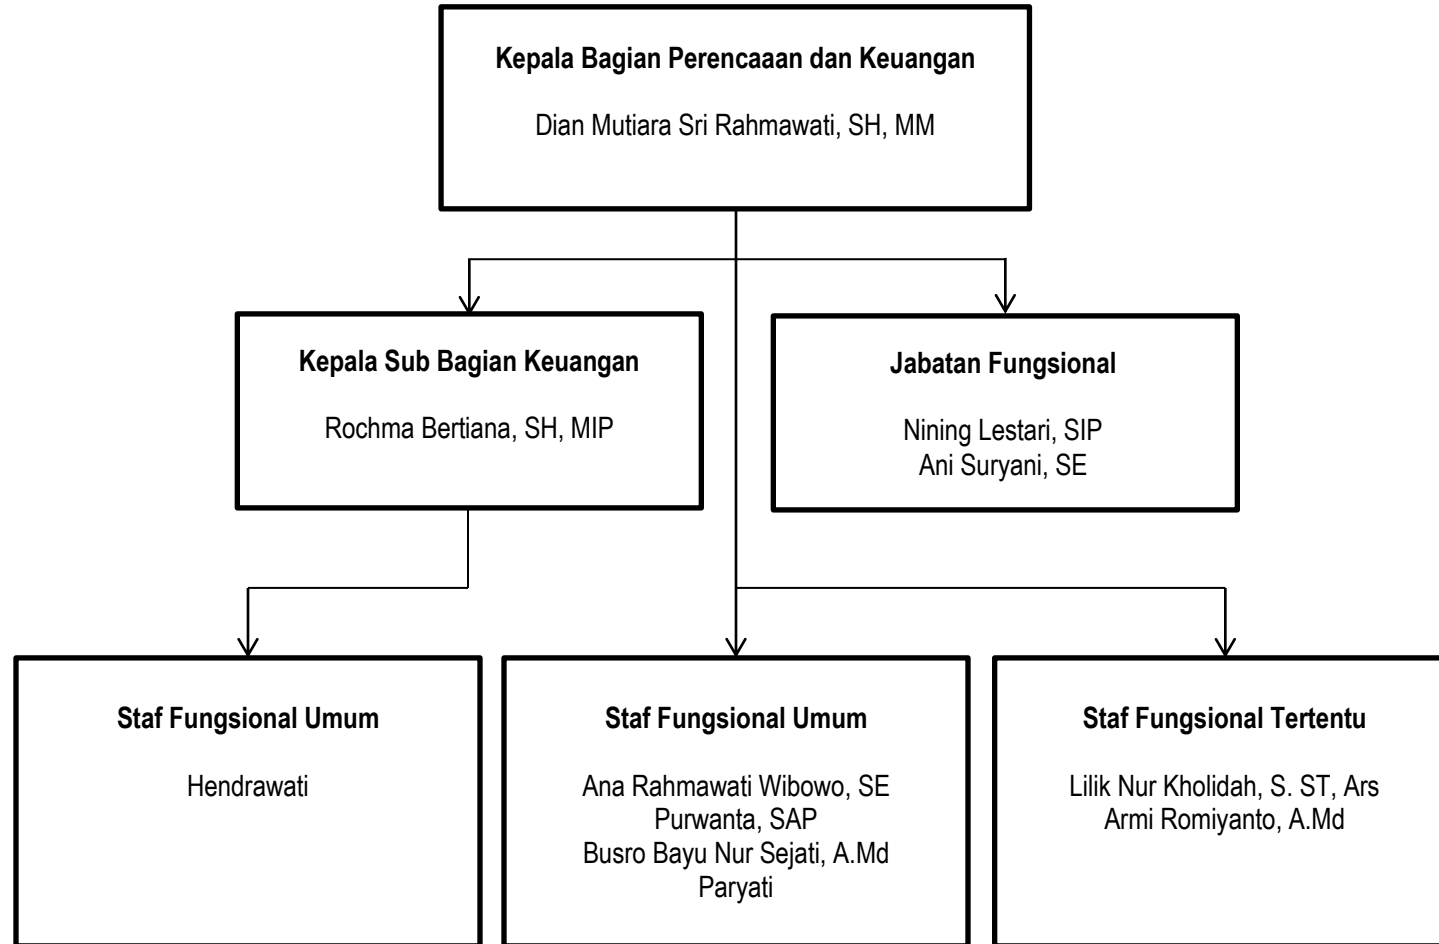 Kepala Bagian Perencaaan dan Keuangan
Dian Mutiara Sri Rahmawati, SH, MM
Kepala Sub Bagian Keuangan
Rochma Bertiana, SH, MIP
Jabatan Fungsional
Nining Lestari, SIP
Ani Suryani, SE
Staf Fungsional Umum
Hendrawati
Staf Fungsional Umum
Ana Rahmawati Wibowo, SE
Purwanta, SAP
Busro Bayu Nur Sejati, A.Md
Paryati
Staf Fungsional Tertentu
Lilik Nur Kholidah, S. ST, Ars
Armi Romiyanto, A.Md